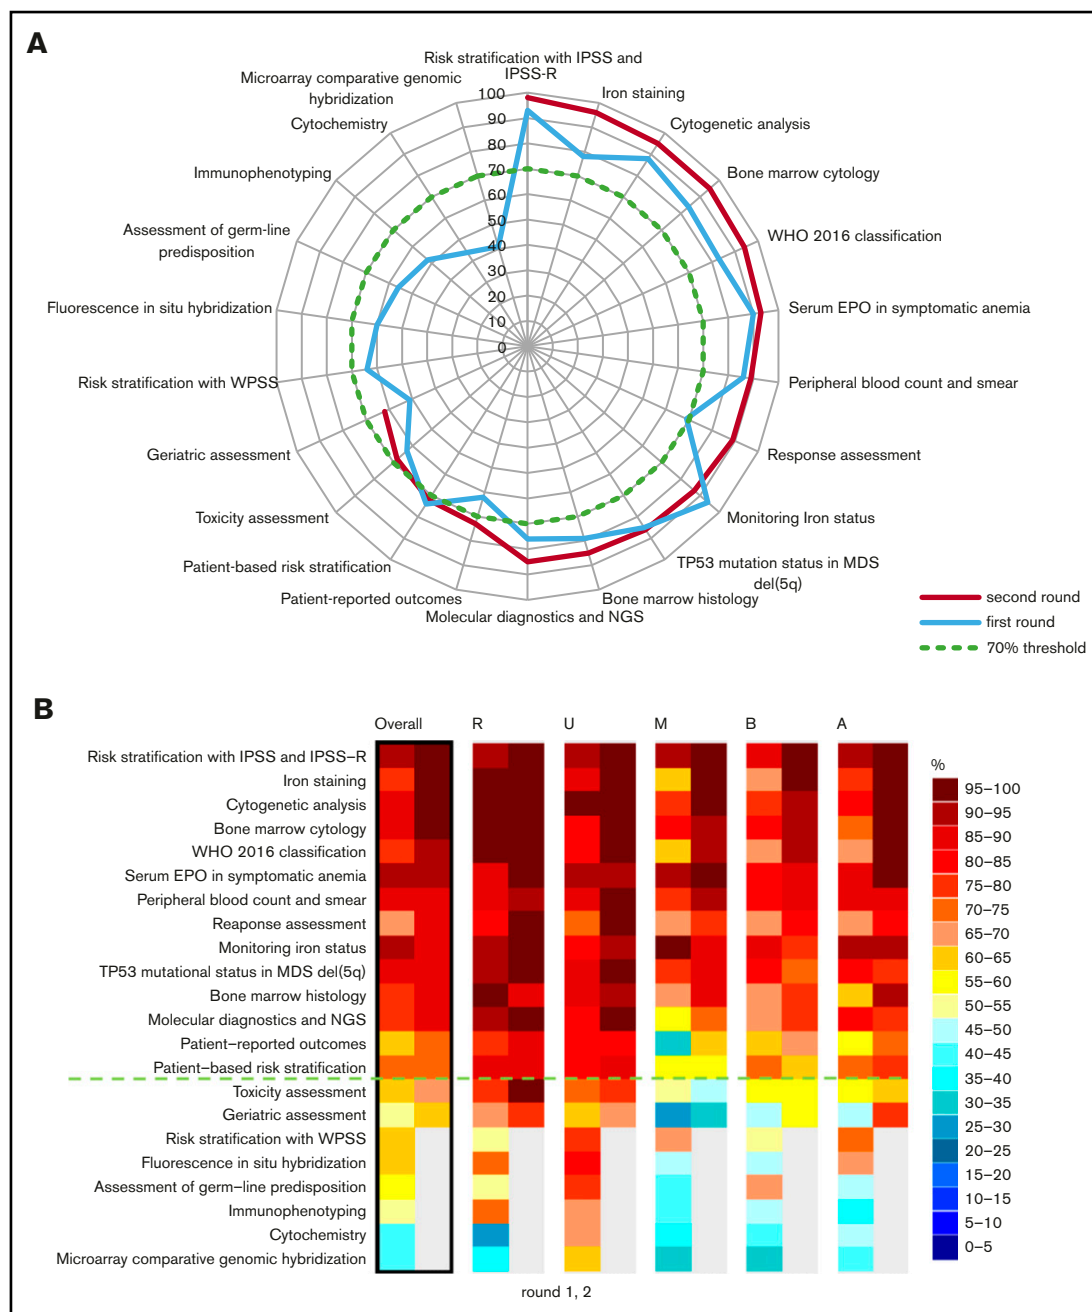 A
Risk stratification with IPSS and
IPSS-R
Microarray comparative genomic
hybridization
Iron staining
Cytochemistry
Cytogenetic analysis
Immunophenotyping
Bone marrow cytology
Assessment of germ-line
predisposition
WHO 2016 classification
Fluorescence in situ hybridization
Serum EPO in symptomatic anemia
Risk stratification with WPSS
Peripheral blood count and smear
Geriatric assessment
Response assessment
Toxicity assessment
Monitoring Iron status
Patient-based risk stratification
TP53 mutation status in MDS
del(5q)
Patient-reported outcomes
Bone marrow histology
Molecular diagnostics and NGS
100
90
80
70
60
50
40
30
20
10
0
second round
first round
70% threshold
B
Overall R U M B A
Risk stratification with IPSS and IPSS–R
Iron staining
Cytogenetic analysis
Bone marrow cytology
WHO 2016 classification
Serum EPO in symptomatic anemia
Peripheral blood count and smear
Response assessment
Monitoring iron status
TP53 mutational status in MDS del(5q)
Bone marrow histology
Molecular diagnostics and NGS
Patient–reported outcomes
Patient–based risk stratification
Toxicity assessment
Geriatric assessment
Risk stratification with WPSS
Fluorescence in situ hybridization
Assessment of germ–line predisposition
Immunophenotyping
Cytochemistry
Microarray comparative genomic hybridization
round 1, 2
%
95–100
90–95
85–90
80–85
75–80
70–75
65–70
60–65
55–60
50–55
45–50
40–45
35–40
30–35
25–30
20–25
15–20
10–15
5–10
0–5